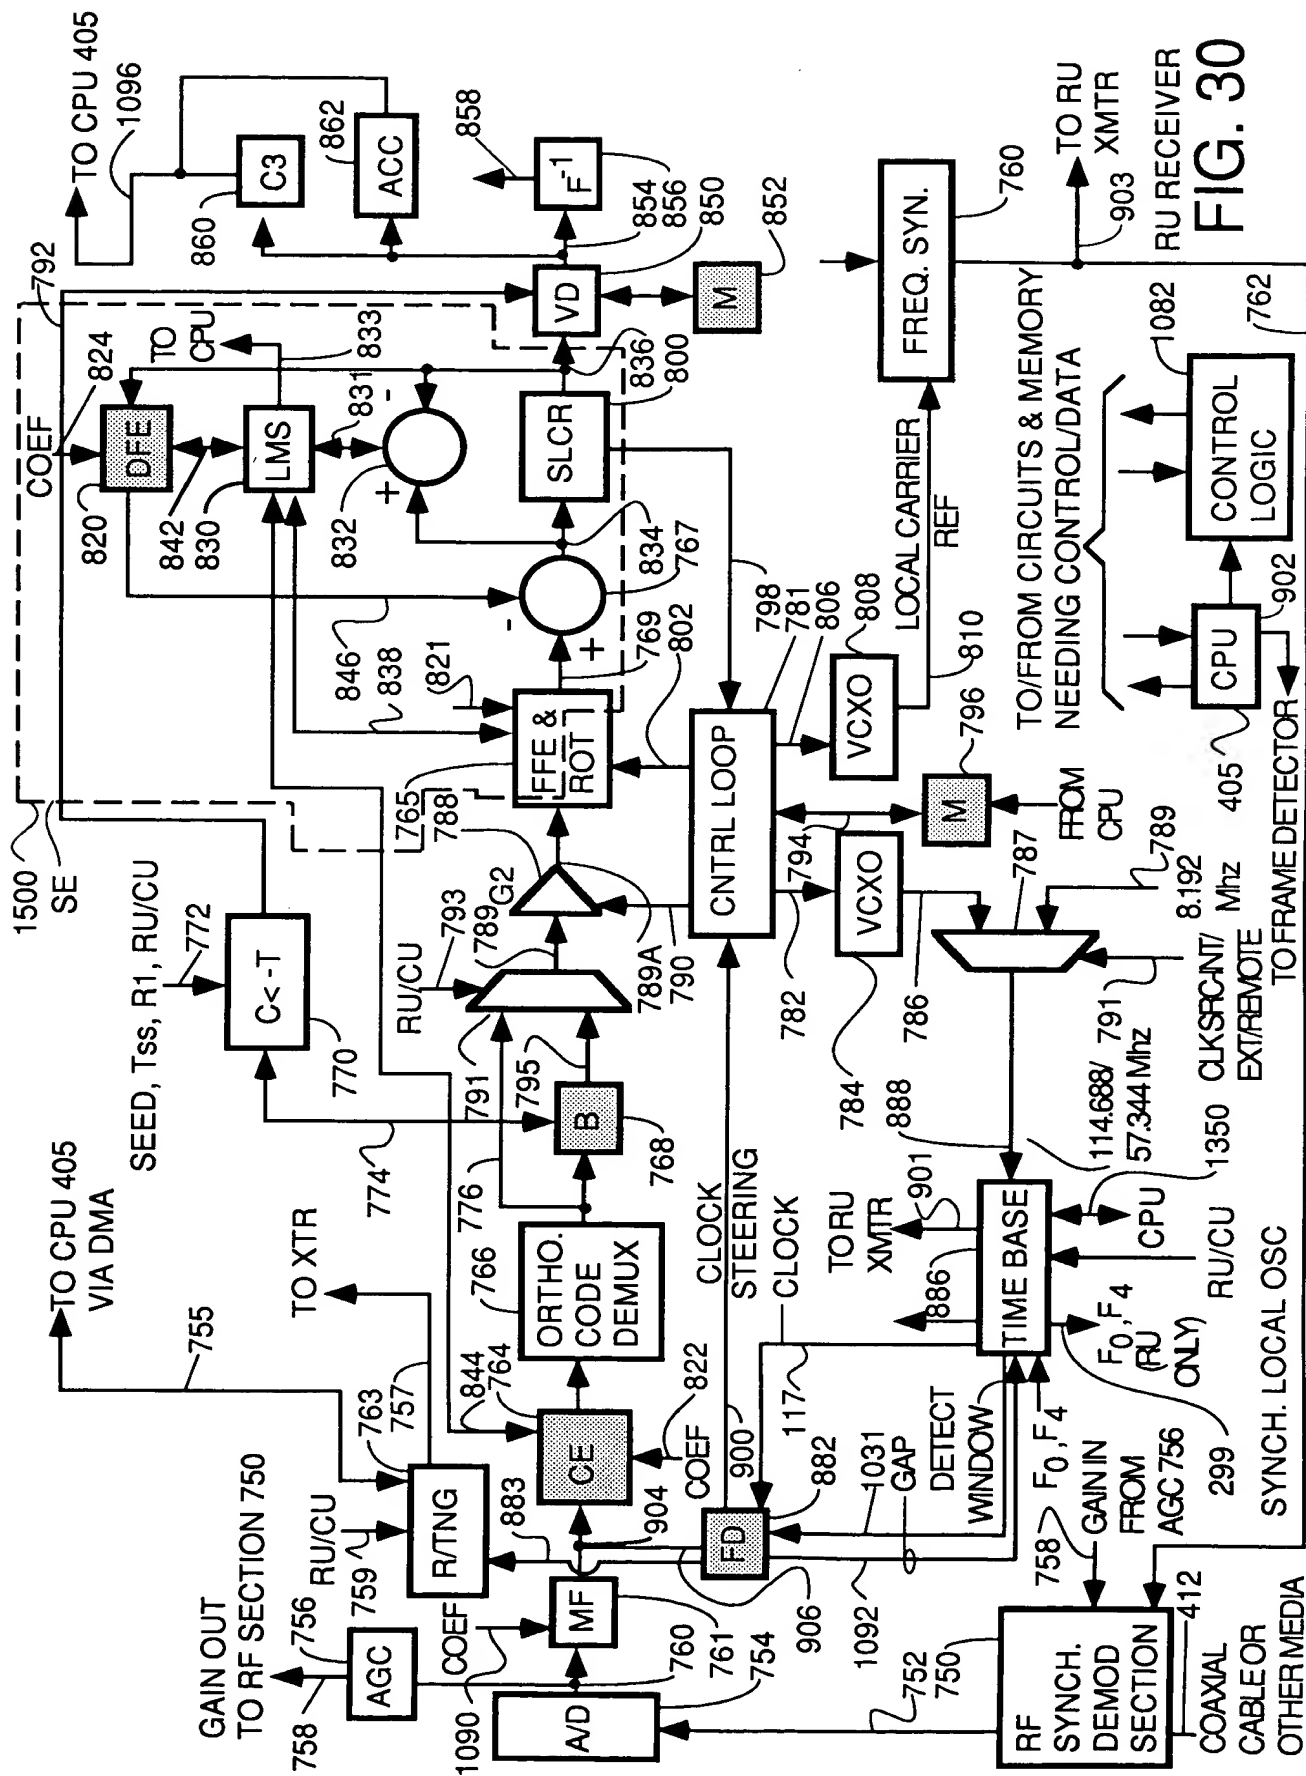 1500
SE
792
COEF
824
TO CPU 405
1096
820
DFE
842
830
LMS
831
TO
CPU
833
832
+
-
860
C3
862
ACC
858
F-1
854
856
850
VD
852
M
836
800
SLCR
834
767
-
+
769
802
846
838
821
765
FFE &
ROT
788
G2
SEED, Tss, R1, RU/CU
772
C<-T
770
774
RU/CU
793
789
789A
790
791
795
B
768
776
766
ORTHO.
CODE
DEMUX
TO CPU 405
VIA DMA
755
TO XTR
763
757
844
764
CE
822
COEF
GAIN OUT
TO RF SECTION 750
758
756
AGC
759
RU/CU
R/TNG
883
904
COEF
1090
MF
760
761
754
A/D
906
FD
882
900
CLOCK
STEERING
CLOCK
117
1031
GAP
DETECT
WINDOW
1092
798
781
806
CNTRL LOOP
782
794
VCXO
808
VCXO
784
786
M
796
FROM
CPU
787
789
8.192
Mhz
791
CLKSRC-INT/
EXT/REMOTE
888
114.688/
57.344 Mhz
1350
CPU
RU/CU
TO RU
XMTR
901
886
TIME BASE
F0, F4
(RU
ONLY)
299
F0, F4
LOCAL CARRIER
REF
810
FREQ. SYN.
760
TO RU
XMTR
903
TO/FROM CIRCUITS & MEMORY
NEEDING CONTROL/DATA
CPU
405
902
TO FRAME DETECTOR
CONTROL
LOGIC
1082
762
SYNCH. LOCAL OSC
758
GAIN IN
FROM
AGC 756
752
750
RF
SYNCH.
DEMOD
SECTION
412
COAXIAL
CABLE OR
OTHER MEDIA
RU RECEIVER
FIG. 30